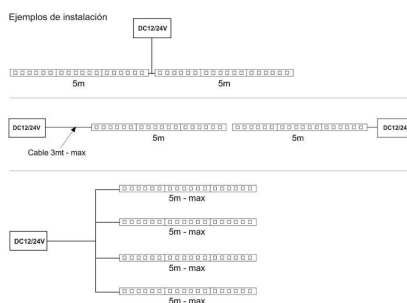 Ejemplos de instalación
DC12/24V
5m 5m
DC12/24V DC12/24
5m 5m
Cable 3mt - max
5m - max
5m - max
DC12/24V
5m - max
5m - max